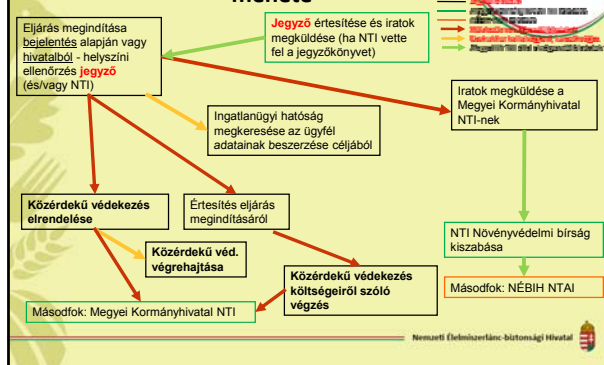 menete
Eljárás megindítása
bejelentés alapján vagy
hivatalból - helyszíni
ellenőrzés jegyző
(és/vagy NTI)
Jegyző értesítése és iratok
megküldése (ha NTI vette
fel a jegyzőkönyvet)
Iratok megküldése a
Megyei Kormányhivatal
NTI-nek
Ingatlanügyi hatóság
megkeresése az ügyfél
adatainak beszerzése céljából
Közérdekű védekezés
elrendelése
Értesítés eljárás
megindításáról
NTI Növényvédelmi bírság
kiszabása
Közérdekű véd.
végrehajtása
Közérdekű védekezés
költségeiről szóló
végzés
Másodfok: NÉBIH NTAI
Másodfok: Megyei Kormányhivatal NTI
Nemzeti Élelmiszerlánc-biztonsági Hivatal